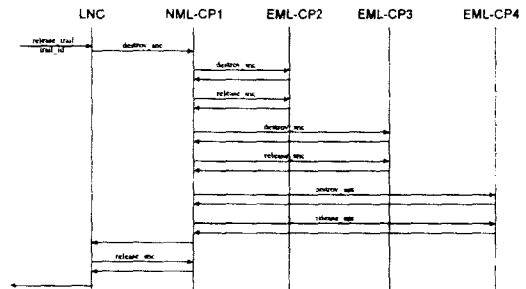 LNC NML-CP1 EML-CP2 EML-CP3 EML-CP4
release_trail
trail_id
destroy_snc
destroy_snc
release_snc
destroy_snc
release_snc
destroy_snc
release_snc
release_snc